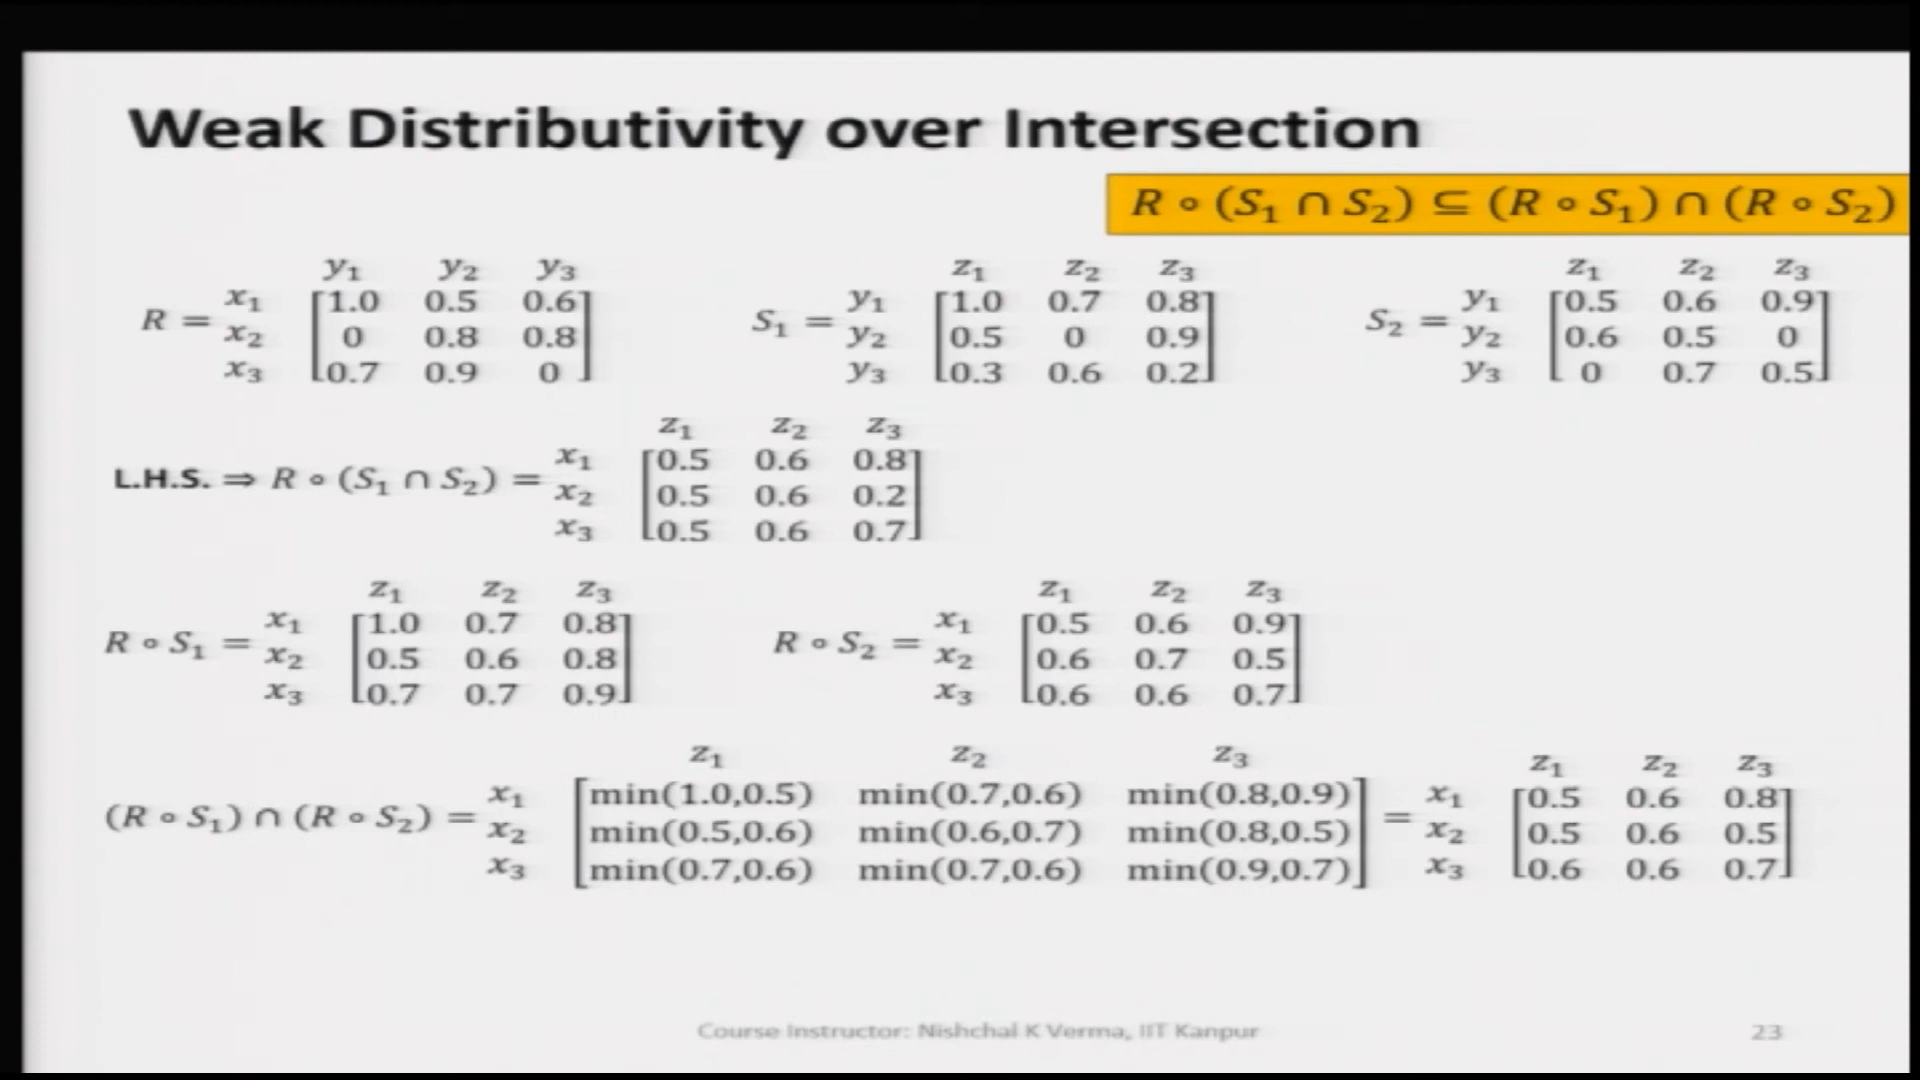 Weak Distributivity over Intersection
R ∘ (S₁ ∩ S₂) ⊆ (R ∘ S₁) ∩ (R ∘ S₂)
y₁ y₂ y₃
R = x₁ [1.0 0.5 0.6]
x₂ [0 0.8 0.8]
x₃ [0.7 0.9 0]
z₁ z₂ z₃
S₁ = y₁ [1.0 0.7 0.8]
y₂ [0.5 0 0.9]
y₃ [0.3 0.6 0.2]
z₁ z₂ z₃
S₂ = y₁ [0.5 0.6 0.9]
y₂ [0.6 0.5 0]
y₃ [0 0.7 0.5]
z₁ z₂ z₃
L.H.S. ⇒ R ∘ (S₁ ∩ S₂) = x₁ [0.5 0.6 0.8]
x₂ [0.5 0.6 0.2]
x₃ [0.5 0.6 0.7]
z₁ z₂ z₃
R ∘ S₁ = x₁ [1.0 0.7 0.8]
x₂ [0.5 0.6 0.8]
x₃ [0.7 0.7 0.9]
z₁ z₂ z₃
R ∘ S₂ = x₁ [0.5 0.6 0.9]
x₂ [0.6 0.7 0.5]
x₃ [0.6 0.6 0.7]
z₁ z₂ z₃
(R ∘ S₁) ∩ (R ∘ S₂) = x₁ [min(1.0,0.5) min(0.7,0.6) min(0.8,0.9)]
x₂ [min(0.5,0.6) min(0.6,0.7) min(0.8,0.5)]
x₃ [min(0.7,0.6) min(0.7,0.6) min(0.9,0.7)]
z₁ z₂ z₃
= x₁ [0.5 0.6 0.8]
x₂ [0.5 0.6 0.5]
x₃ [0.6 0.6 0.7]
Course Instructor: Nishchal K Verma, IIT Kanpur
23